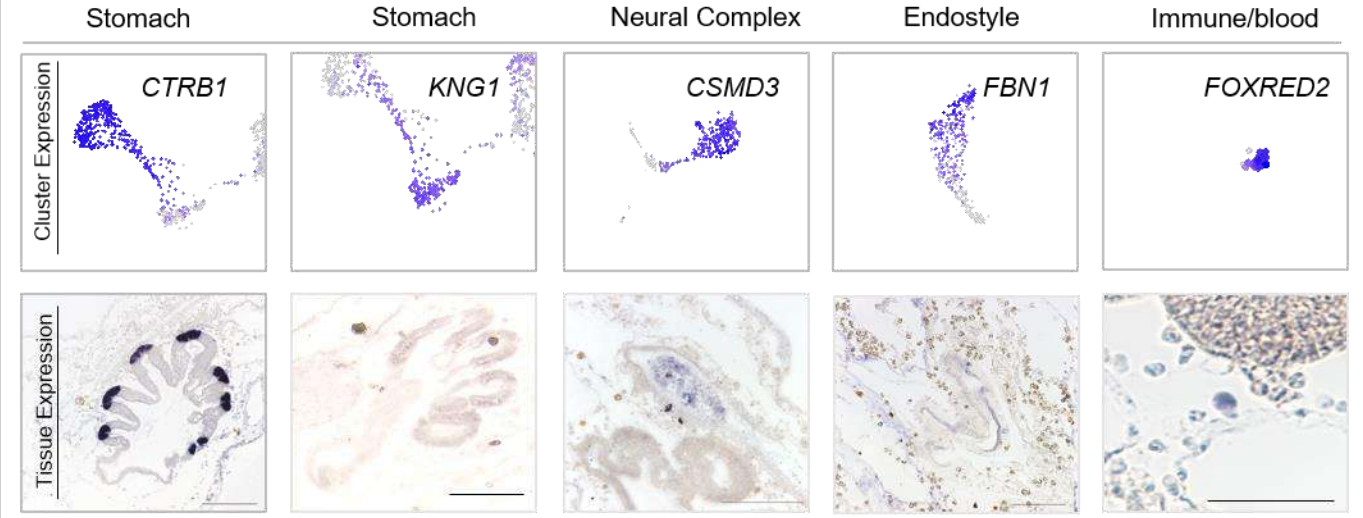 Stomach Stomach Neural Complex Endostyle Immune/blood
Cluster Expression
CTRB1 KNG1 CSMD3 FBN1 FOXRED2
Tissue Expression